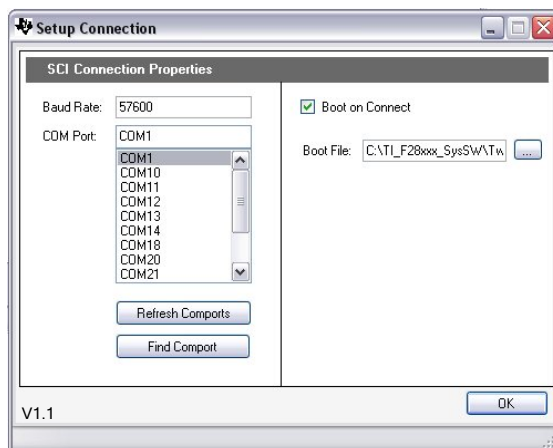 Setup Connection
SCI Connection Properties
Baud Rate: 57600
COM Port: COM1
COM1
COM10
COM11
COM12
COM13
COM14
COM18
COM20
COM21
Refresh Comports
Find Comport
Boot on Connect
Boot File: C:\TI_F28xxx_SysSW\Tw ...
OK
V1.1